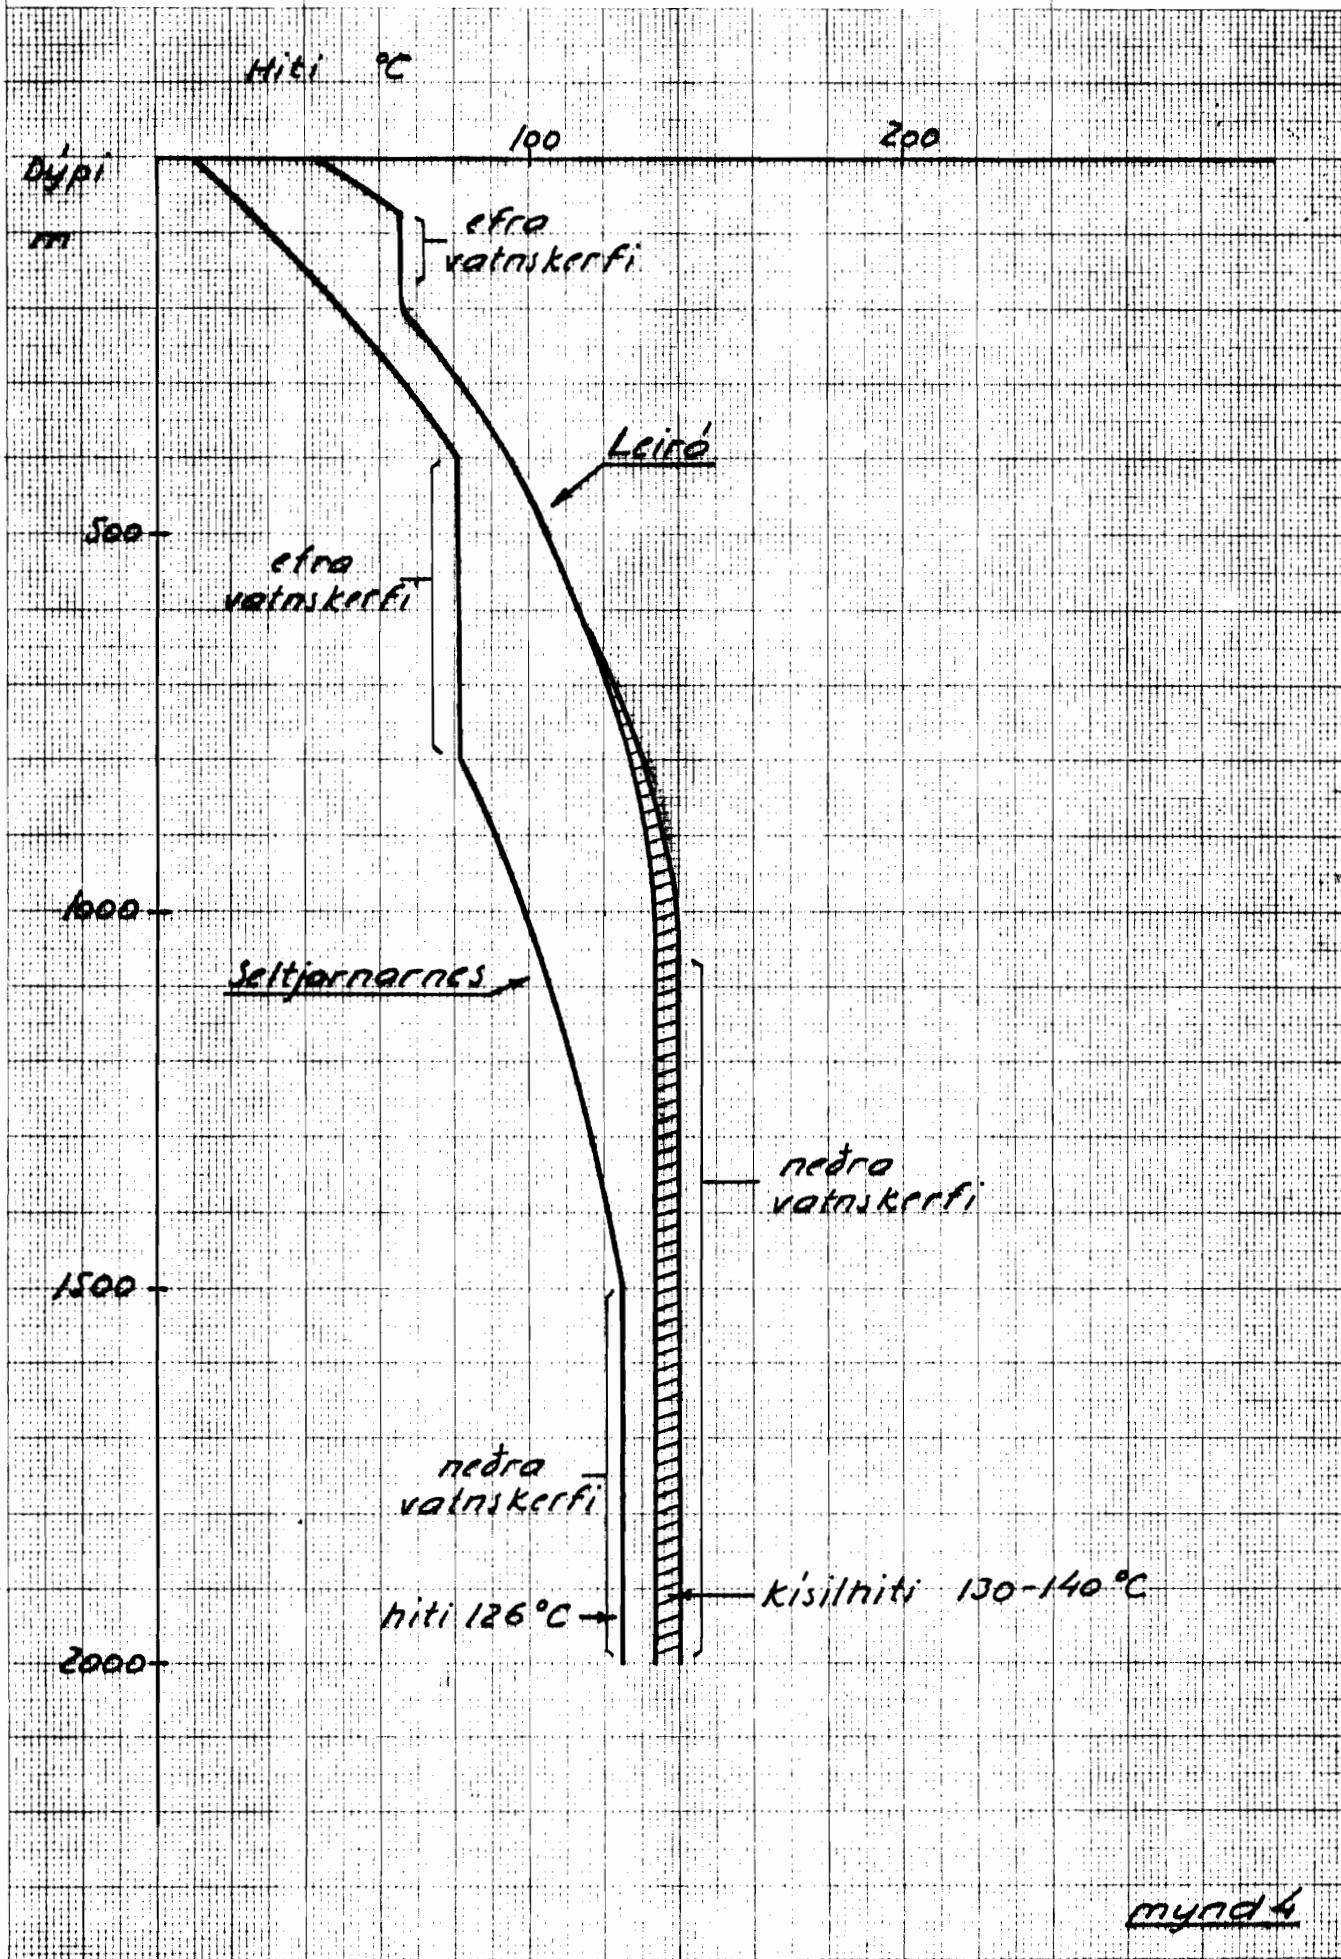 Hiti °C
100
200
Dýpi
m
efra
vatnskerfi
Leirá
500
efra
vatnskerfi
1000
Seltjarnarnes
neðra
vatnskerfi
1500
neðra
vatnskerfi
kísilhiti 130-140°C
hiti 126°C
2000
mynd 4